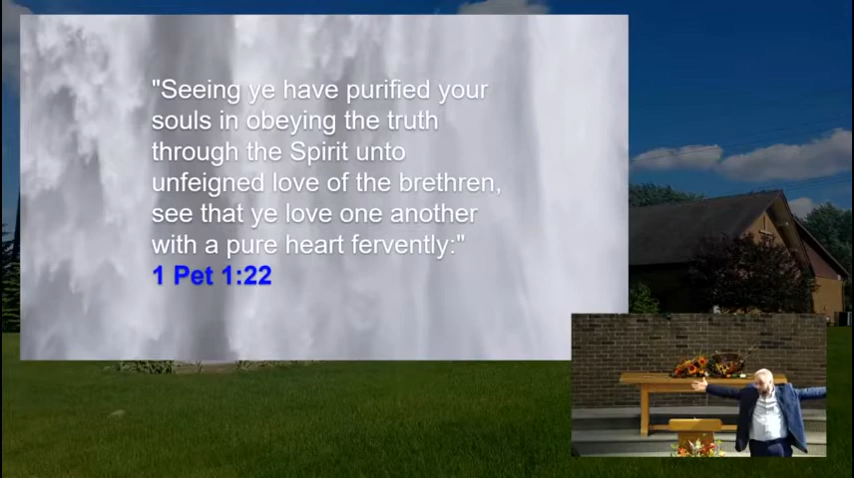 "Seeing ye have purified your
souls in obeying the truth
through the Spirit unto
unfeigned love of the brethren,
see that ye love one another
with a pure heart fervently:"
1 Pet 1:22